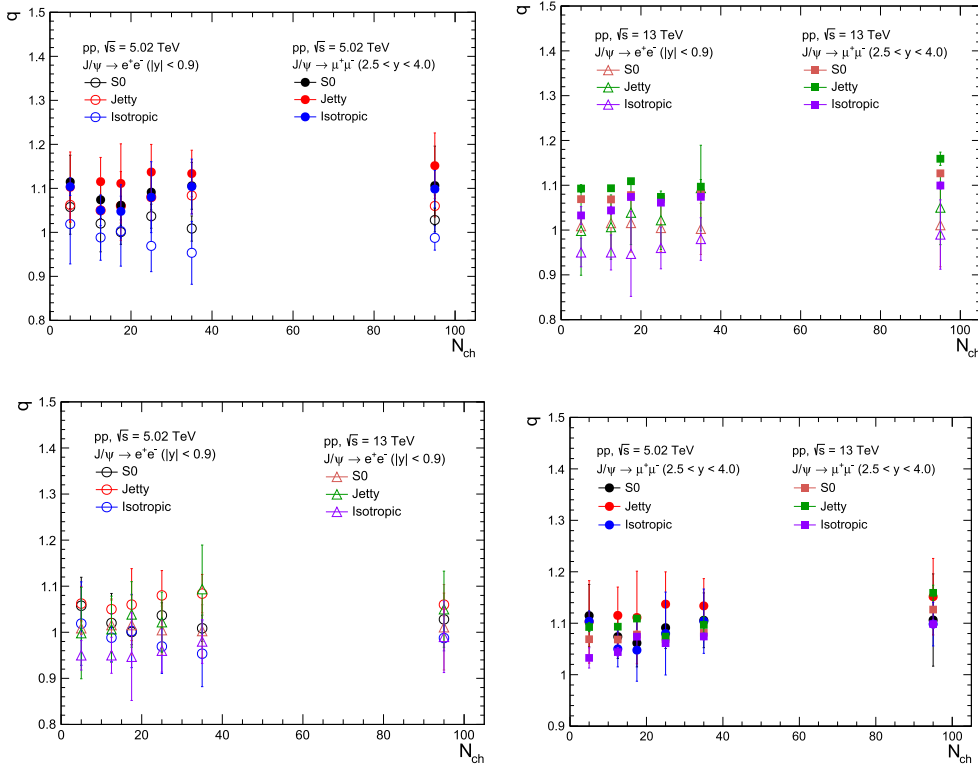 q
1.5
1.4
1.3
1.2
1.1
1
0.9
0.8
pp, √s = 5.02 TeV
J/ψ → e⁺e⁻ (|y| < 0.9)
S0
Jetty
Isotropic
pp, √s = 5.02 TeV
J/ψ → μ⁺μ⁻ (2.5 < y < 4.0)
S0
Jetty
Isotropic
0 20 40 60 80 100
N_ch
q
1.5
1.4
1.3
1.2
1.1
1
0.9
0.8
pp, √s = 13 TeV
J/ψ → e⁺e⁻ (|y| < 0.9)
S0
Jetty
Isotropic
pp, √s = 13 TeV
J/ψ → μ⁺μ⁻ (2.5 < y < 4.0)
S0
Jetty
Isotropic
0 20 40 60 80 100
N_ch
q
1.5
1.4
1.3
1.2
1.1
1
0.9
0.8
pp, √s = 5.02 TeV
J/ψ → e⁺e⁻ (|y| < 0.9)
S0
Jetty
Isotropic
pp, √s = 13 TeV
J/ψ → e⁺e⁻ (|y| < 0.9)
S0
Jetty
Isotropic
0 20 40 60 80 100
N_ch
q
1.5
1.4
1.3
1.2
1.1
1
0.9
pp, √s = 5.02 TeV
J/ψ → μ⁺μ⁻ (2.5 < y < 4.0)
S0
Jetty
Isotropic
pp, √s = 13 TeV
J/ψ → μ⁺μ⁻ (2.5 < y < 4.0)
S0
Jetty
Isotropic
0 20 40 60 80 100
N_ch